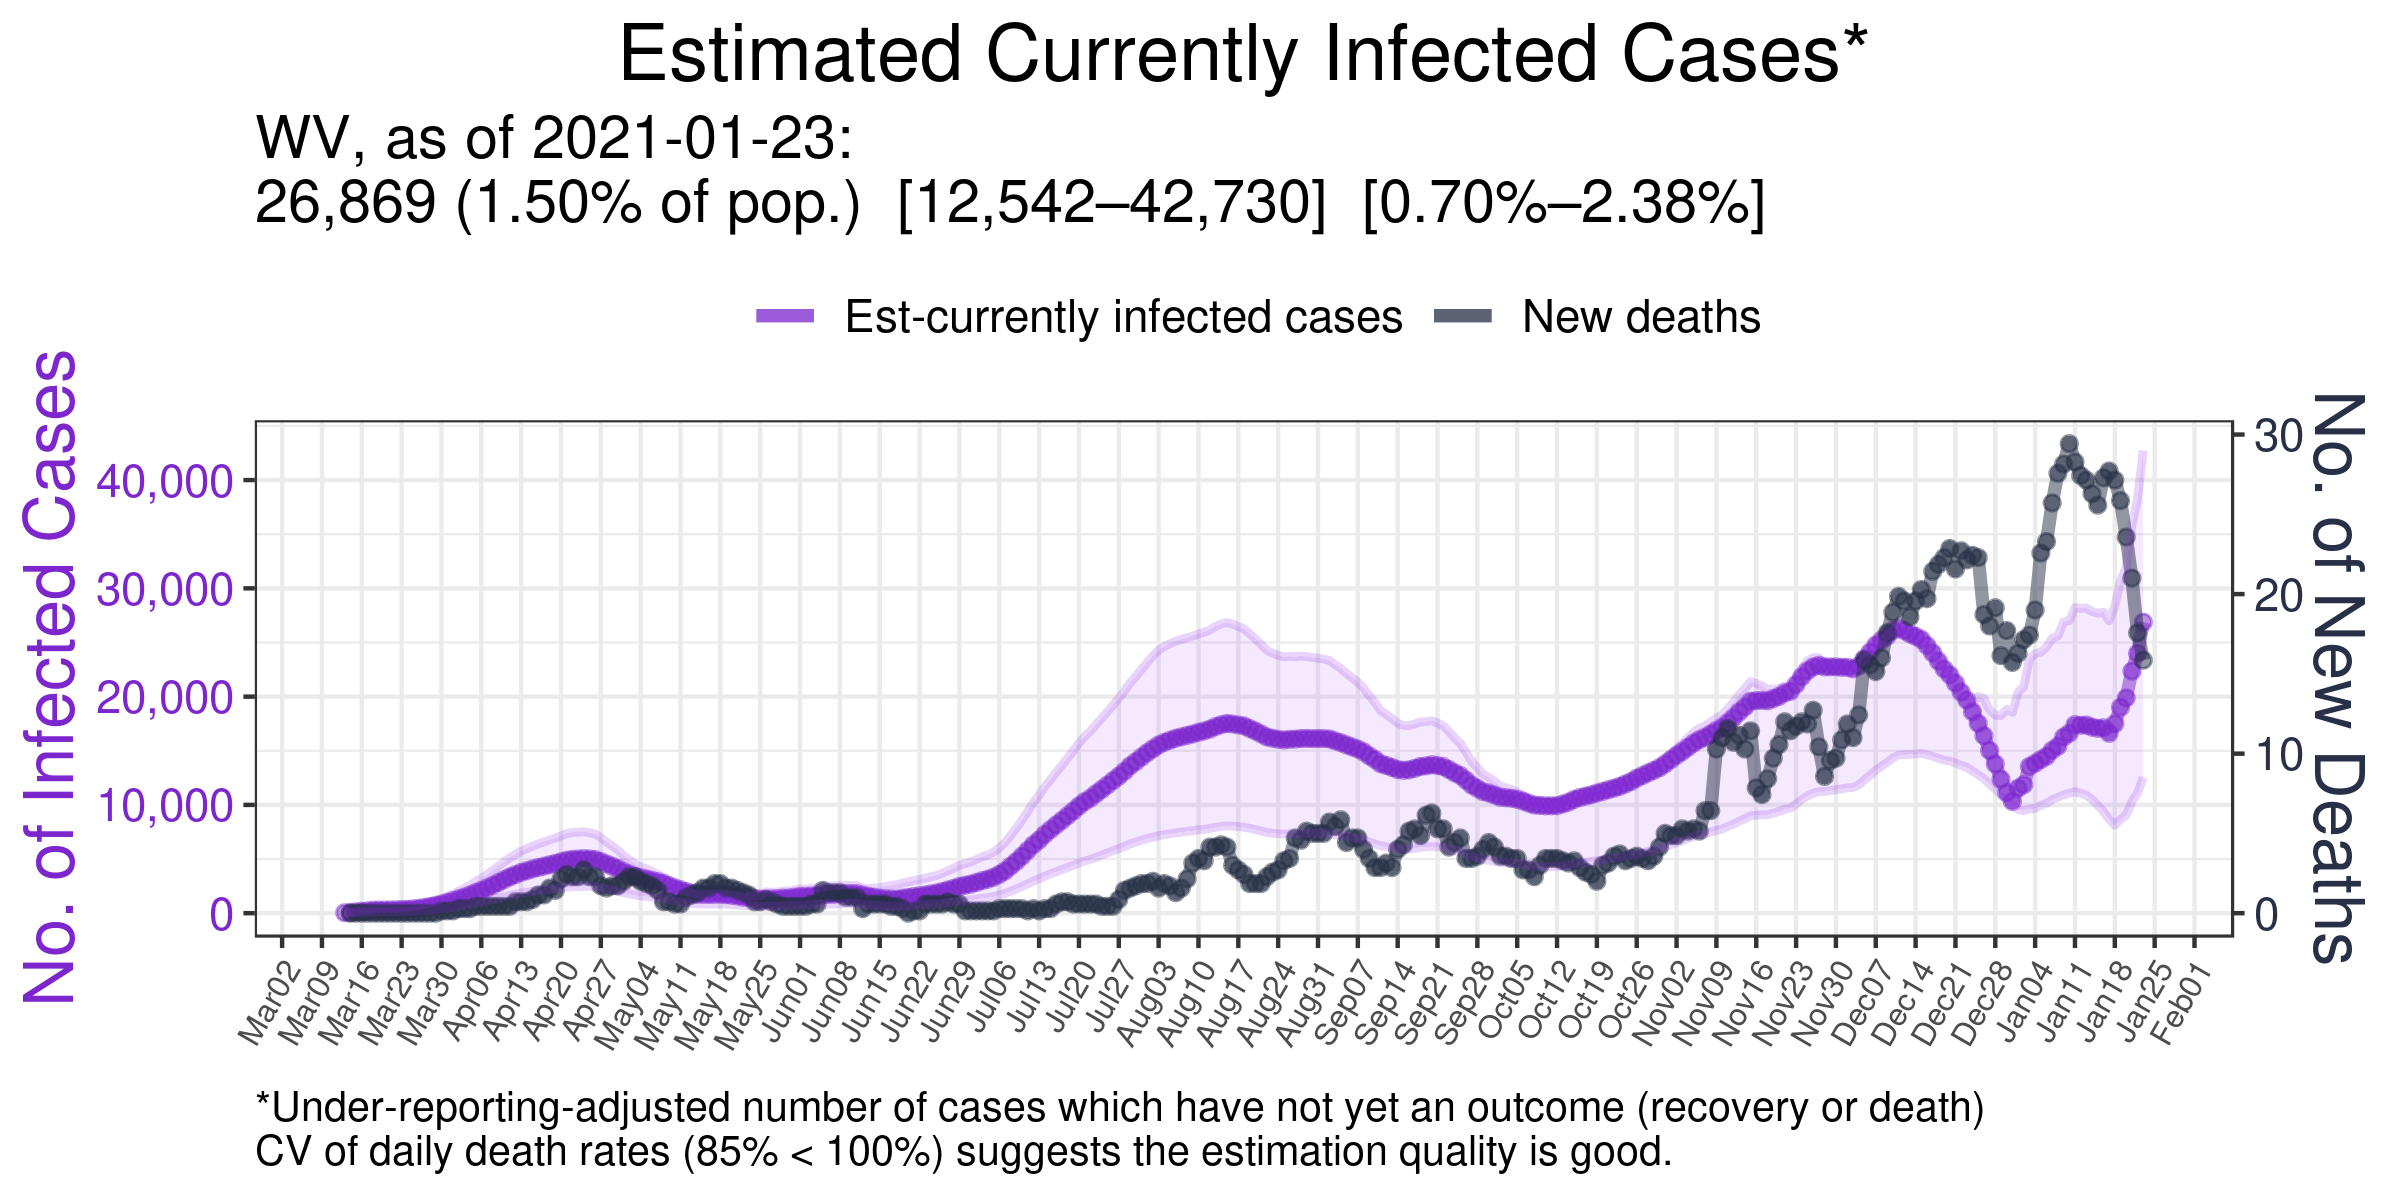 Estimated Currently Infected Cases*
WV, as of 2021-01-23:
26,869 (1.50% of pop.)  [12,542–42,730]  [0.70%–2.38%]
Est-currently infected cases
New deaths
No. of Infected Cases
40,000
30,000
20,000
10,000
0
30
20
10
0
No. of New Deaths
Mar02
Mar09
Mar16
Mar23
Mar30
Apr06
Apr13
Apr20
Apr27
May04
May11
May18
May25
Jun01
Jun08
Jun15
Jun22
Jun29
Jul06
Jul13
Jul20
Jul27
Aug03
Aug10
Aug17
Aug24
Aug31
Sep07
Sep14
Sep21
Sep28
Oct05
Oct12
Oct19
Oct26
Nov02
Nov09
Nov16
Nov23
Nov30
Dec07
Dec14
Dec21
Dec28
Jan04
Jan11
Jan18
Jan25
Feb01
*Under-reporting-adjusted number of cases which have not yet an outcome (recovery or death)
CV of daily death rates (85% < 100%) suggests the estimation quality is good.